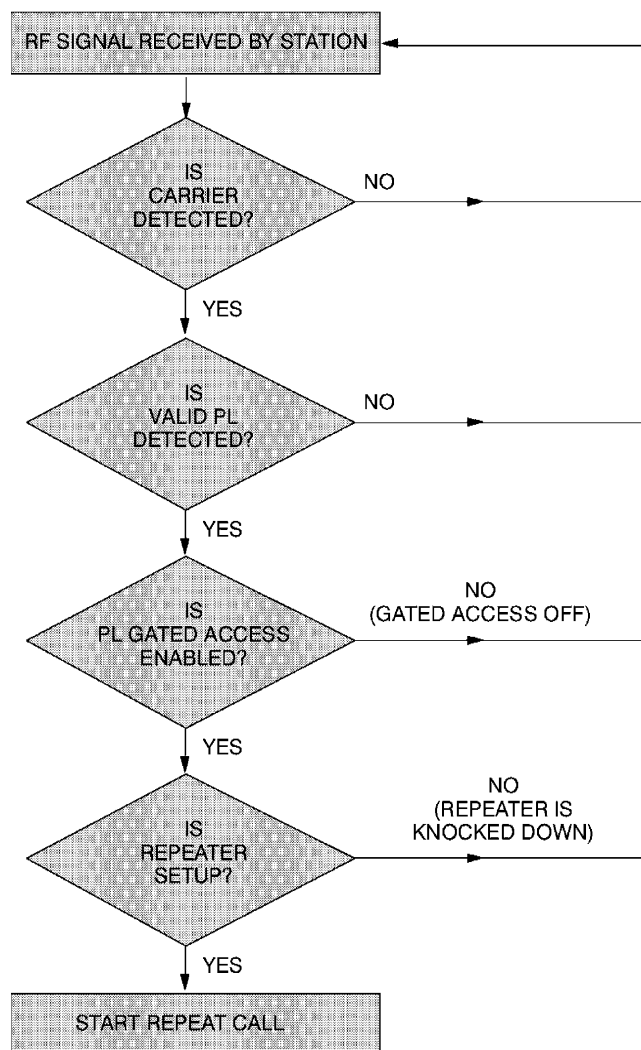 RF SIGNAL RECEIVED BY STATION
IS
CARRIER
DETECTED?
NO
YES
IS
VALID PL
DETECTED?
NO
YES
IS
PL GATED ACCESS
ENABLED?
NO
(GATED ACCESS OFF)
YES
IS
REPEATER
SETUP?
NO
(REPEATER IS
KNOCKED DOWN)
YES
START REPEAT CALL